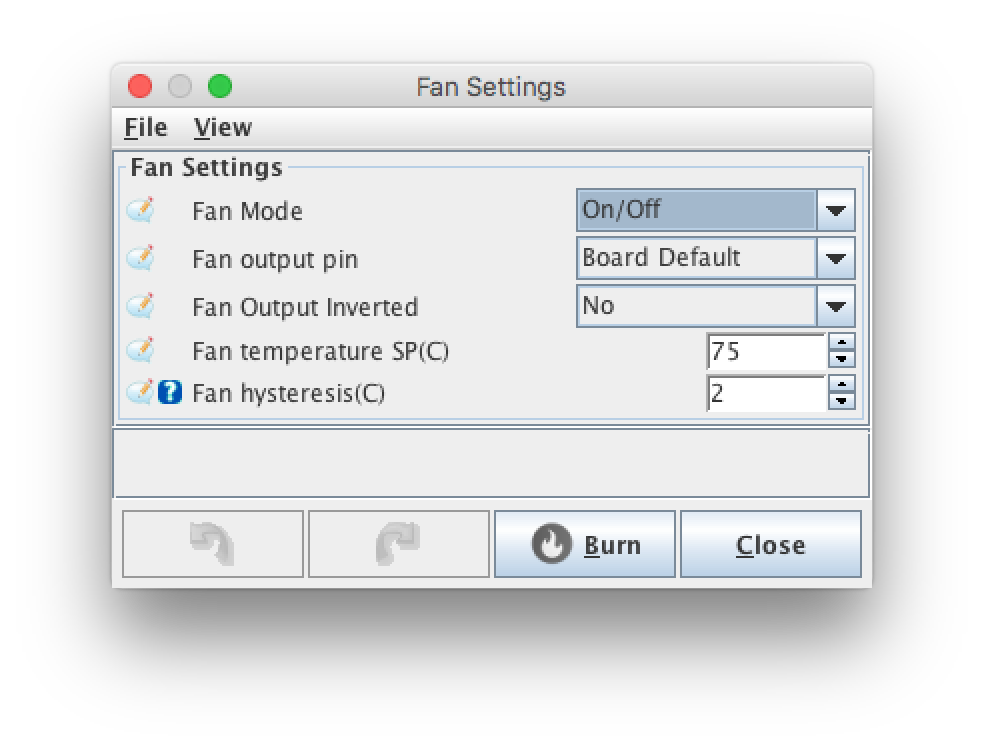 Fan Settings
File View
Fan Settings
Fan Mode On/Off
Fan output pin Board Default
Fan Output Inverted No
Fan temperature SP(C) 75
? Fan hysteresis(C) 2
Burn Close